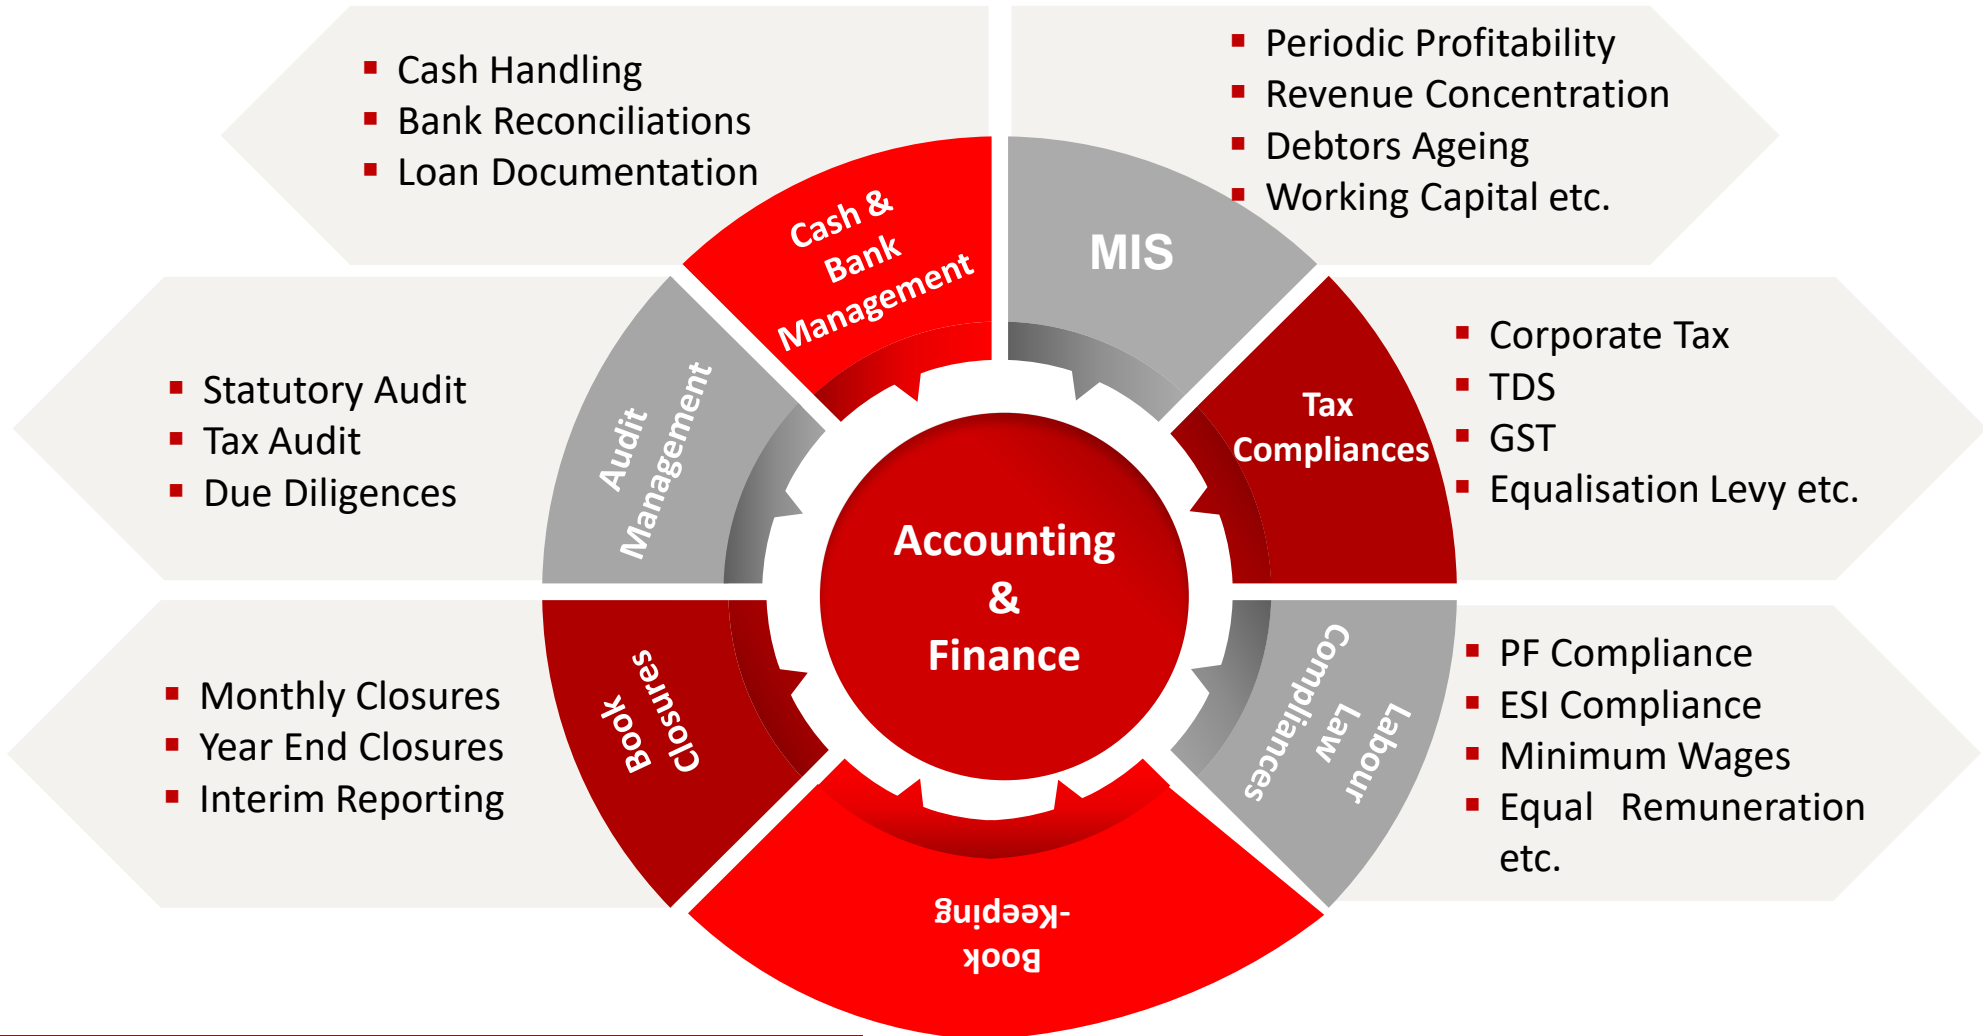 Cash Handling
Bank Reconciliations
Loan Documentation
Periodic Profitability
Revenue Concentration
Debtors Ageing
Working Capital etc.
Cash &
Bank
Management
MIS
Statutory Audit
Tax Audit
Due Diligences
Audit
Management
Tax
Compliances
Corporate Tax
TDS
GST
Equalisation Levy etc.
Accounting
&
Finance
Monthly Closures
Year End Closures
Interim Reporting
Book
Closures
Labour
Law
Compliances
PF Compliance
ESI Compliance
Minimum Wages
Equal Remuneration
etc.
Book
-Keeping